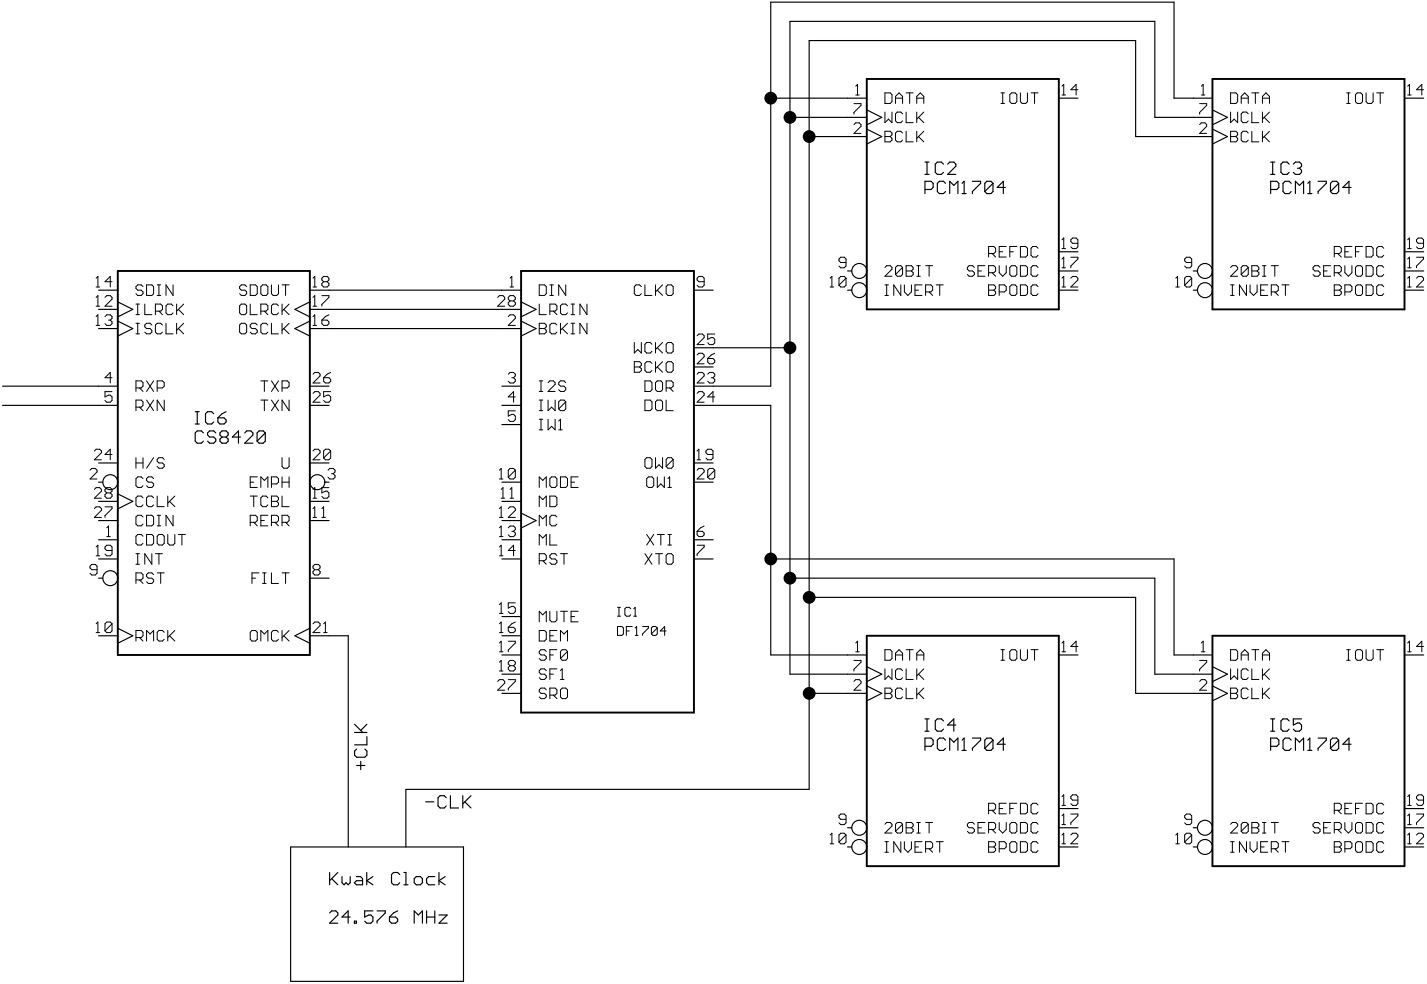 1 DATA IOUT 14
7 WCLK
2 BCLK
IC2
PCM1704
REFDC 19
9 20BIT SERVODC 17
10 INVERT BPODC 12
1 DATA IOUT 14
7 WCLK
2 BCLK
IC3
PCM1704
REFDC 19
9 20BIT SERVODC 17
10 INVERT BPODC 12
14 SDIN SDOUT 18
12 ILRCK OLRCK 17
13 ISCLK OSCLK 16
4 RXP TXP 26
5 RXN TXN 25
IC6
CS8420
24 H/S U 20
2 CS EMPH 3
28 CCLK TCBL 15
27 CDIN RERR 11
1 CDOUT
19 INT
9 RST FILT 8
10 RMCK OMCK 21
1 DIN CLKO 9
28 LRCIN
2 BCKIN
WCKO 25
BCKO 26
3 I2S DOR 23
4 IW0 DOL 24
5 IW1
OW0 19
10 MODE OW1 20
11 MD
12 MC
13 ML XTI 6
14 RST XTO 7
15 MUTE IC1
16 DEM DF1704
17 SF0
18 SF1
27 SRO
1 DATA IOUT 14
7 WCLK
2 BCLK
IC4
PCM1704
REFDC 19
9 20BIT SERVODC 17
10 INVERT BPODC 12
1 DATA IOUT 14
7 WCLK
2 BCLK
IC5
PCM1704
REFDC 19
9 20BIT SERVODC 17
10 INVERT BPODC 12
+CLK
-CLK
Kwak Clock
24.576 MHz